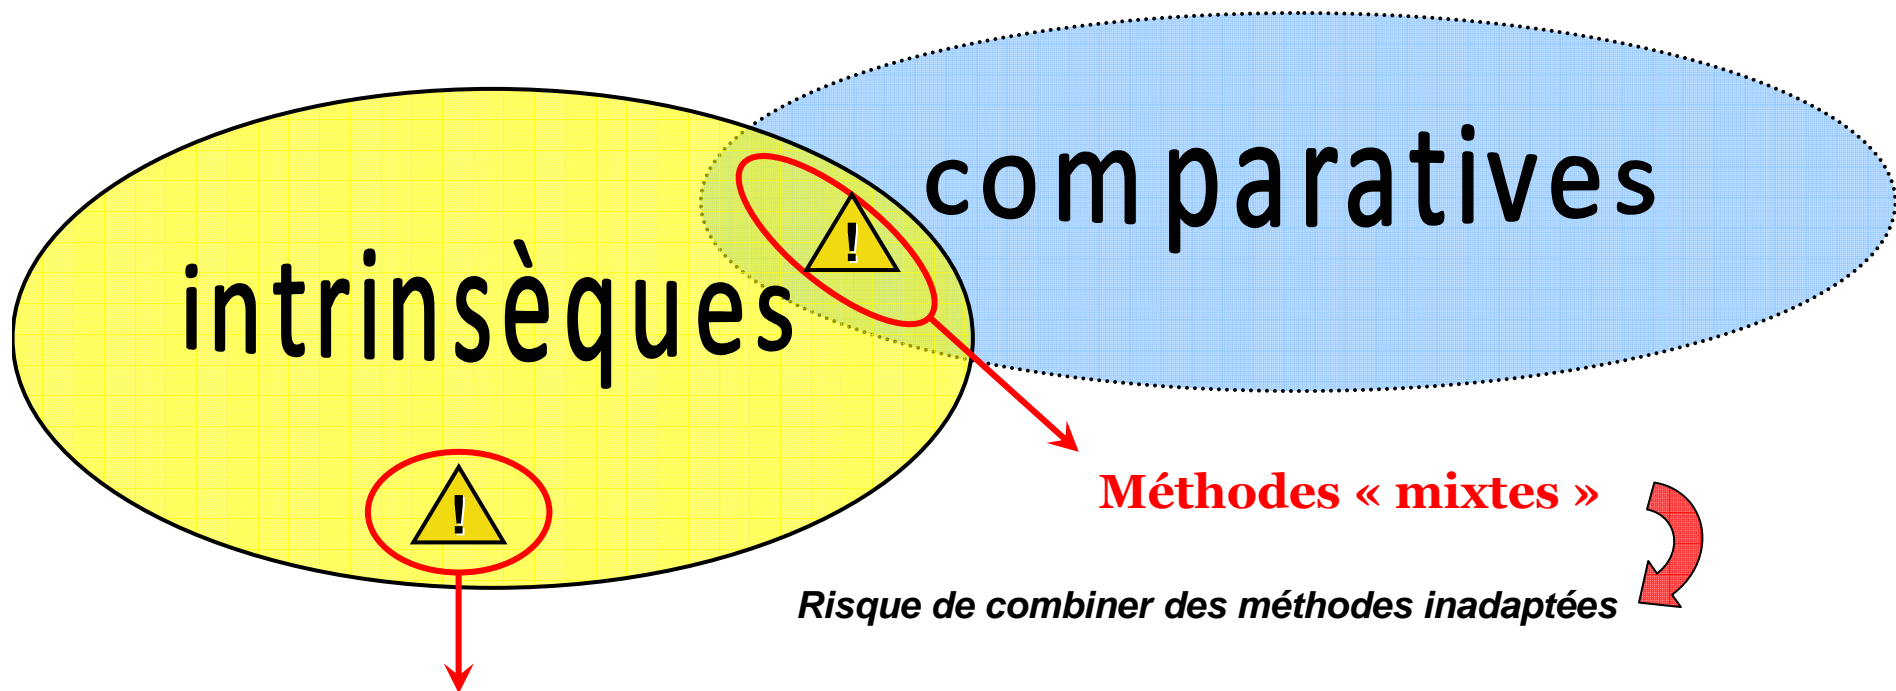 comparatives
intrinsèques
!
!
Méthodes « mixtes »
Risque de combiner des méthodes inadaptées